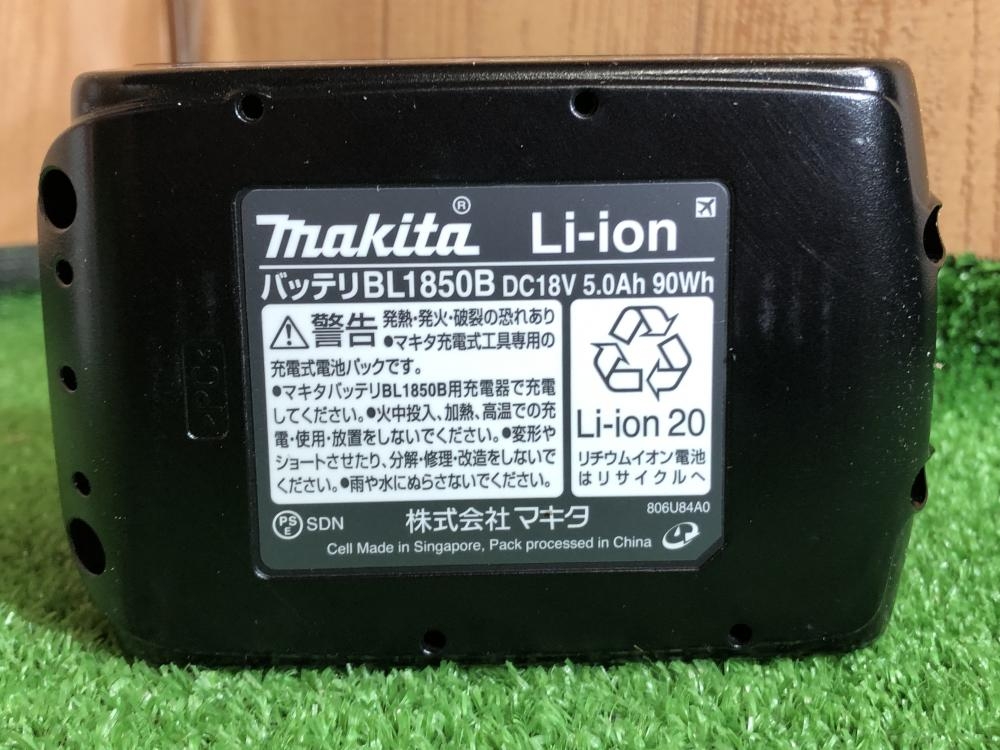 makita® Li-ion
バッテリBL1850B DC18V 5.0Ah 90Wh
警告 発熱・発火・破裂の恐れあり
●マキタ充電式工具専用の
充電式電池パックです。
●マキタバッテリBL1850B用充電器で充電
してください。●火中投入、加熱、高温での充
電・使用・放置をしないでください。●変形や
ショートさせたり、分解・修理・改造をしないで
ください。●雨や水にぬらさないでください。
Li-ion 20
リチウムイオン電池
はリサイクルへ
806U84A0
PSE SDN 株式会社マキタ
Cell Made in Singapore, Pack processed in China